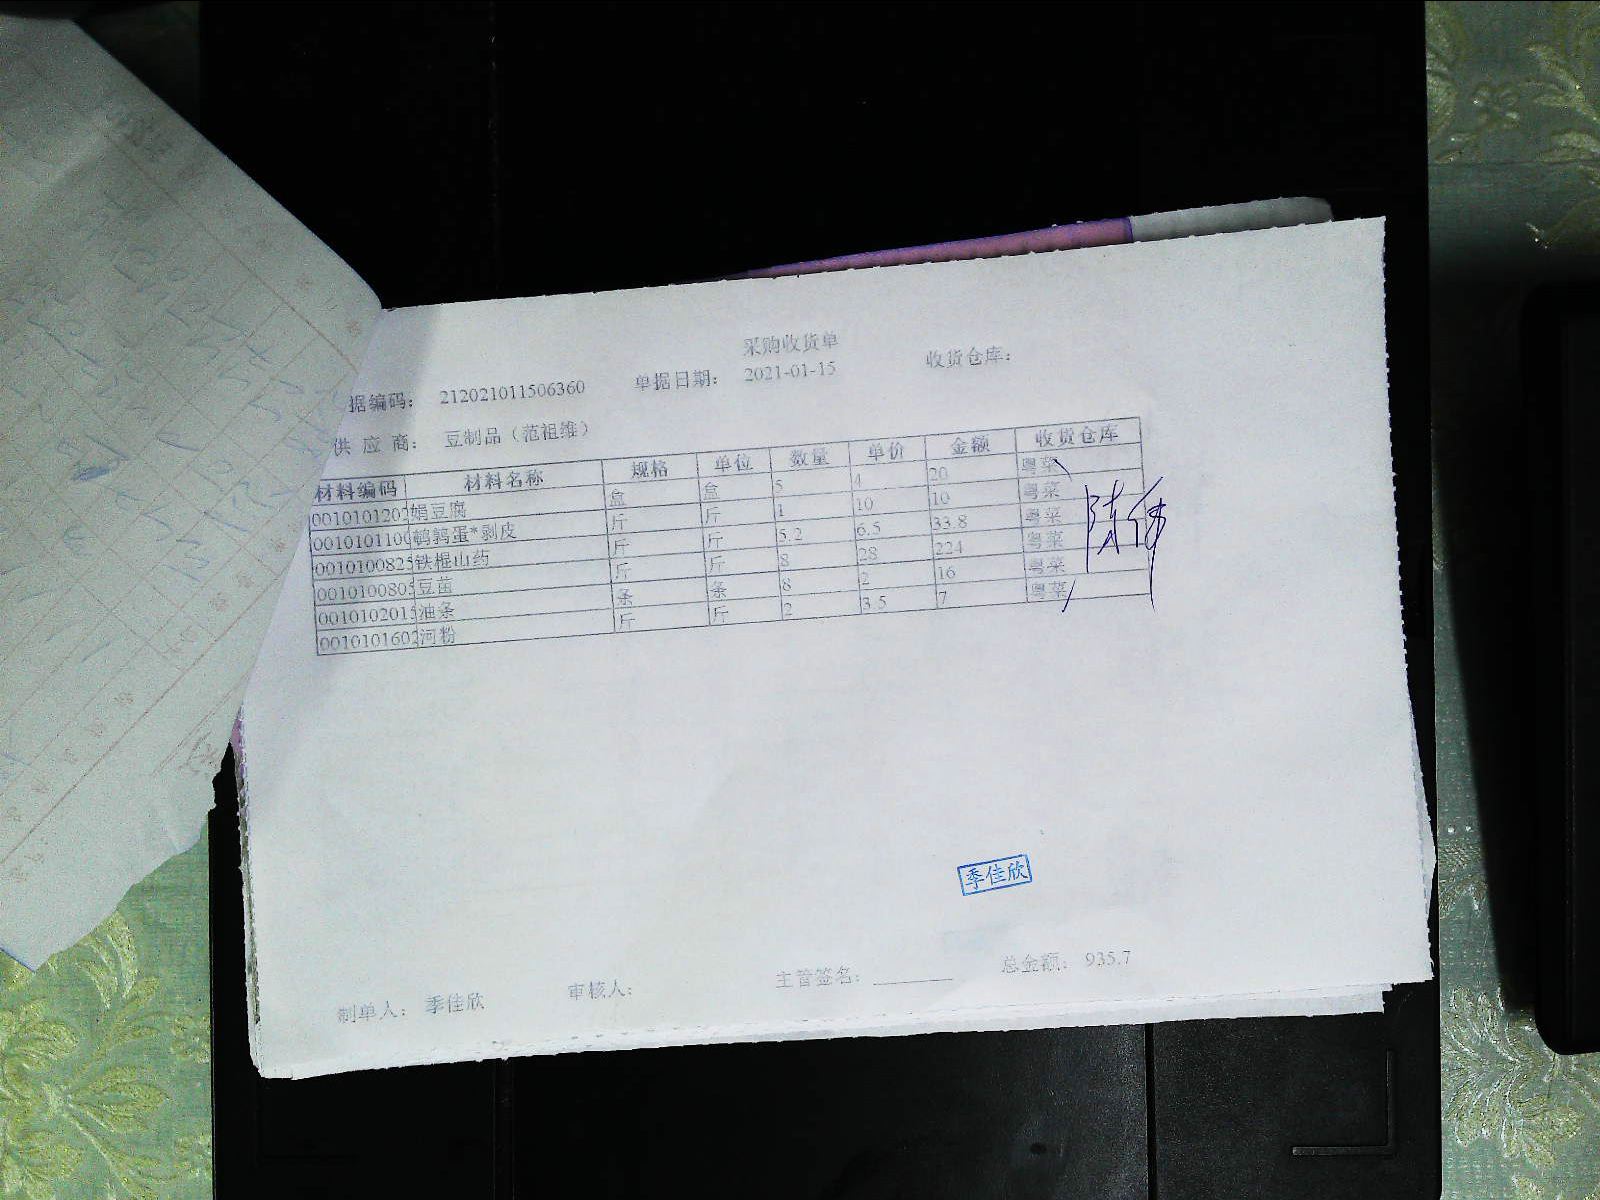 采购收货单
据编码： 212021011506360 单据日期： 2021-01-15 收货仓库：
供 应 商： 豆制品（范祖维）
材料编码 材料名称 规格 单位 数量 单价 金额 收货仓库
0010101202 娟豆腐 盒 盒 5 4 20 粤菜
0010101100 鹌鹑蛋*剥皮 斤 斤 1 10 10 粤菜
0010100825 铁棍山药 斤 斤 5.2 6.5 33.8 粤菜
0010100805 豆苗 斤 斤 8 28 224 粤菜
0010102015 油条 条 条 8 2 16 粤菜
0010101602 河粉 斤 斤 2 3.5 7 粤菜
陈伟
季佳欣
制单人： 季佳欣 审核人： 主管签名： 总金额： 935.7